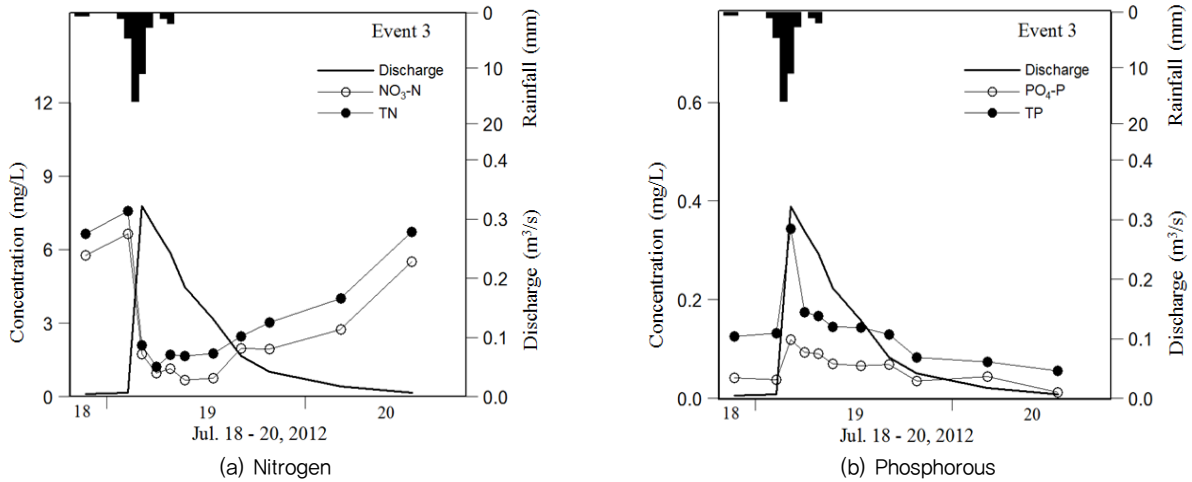 Event 3
Discharge
NO₃-N
TN
12
9
6
3
0
Concentration (mg/L)
0
10
20
Rainfall (mm)
0.4
0.3
0.2
0.1
0.0
Discharge (m³/s)
18
19
20
Jul. 18 - 20, 2012
(a) Nitrogen
Event 3
Discharge
PO₄-P
TP
0.6
0.4
0.2
0.0
Concentration (mg/L)
0
10
20
Rainfall (mm)
0.4
0.3
0.2
0.1
0.0
Discharge (m³/s)
18
19
20
Jul. 18 - 20, 2012
(b) Phosphorous